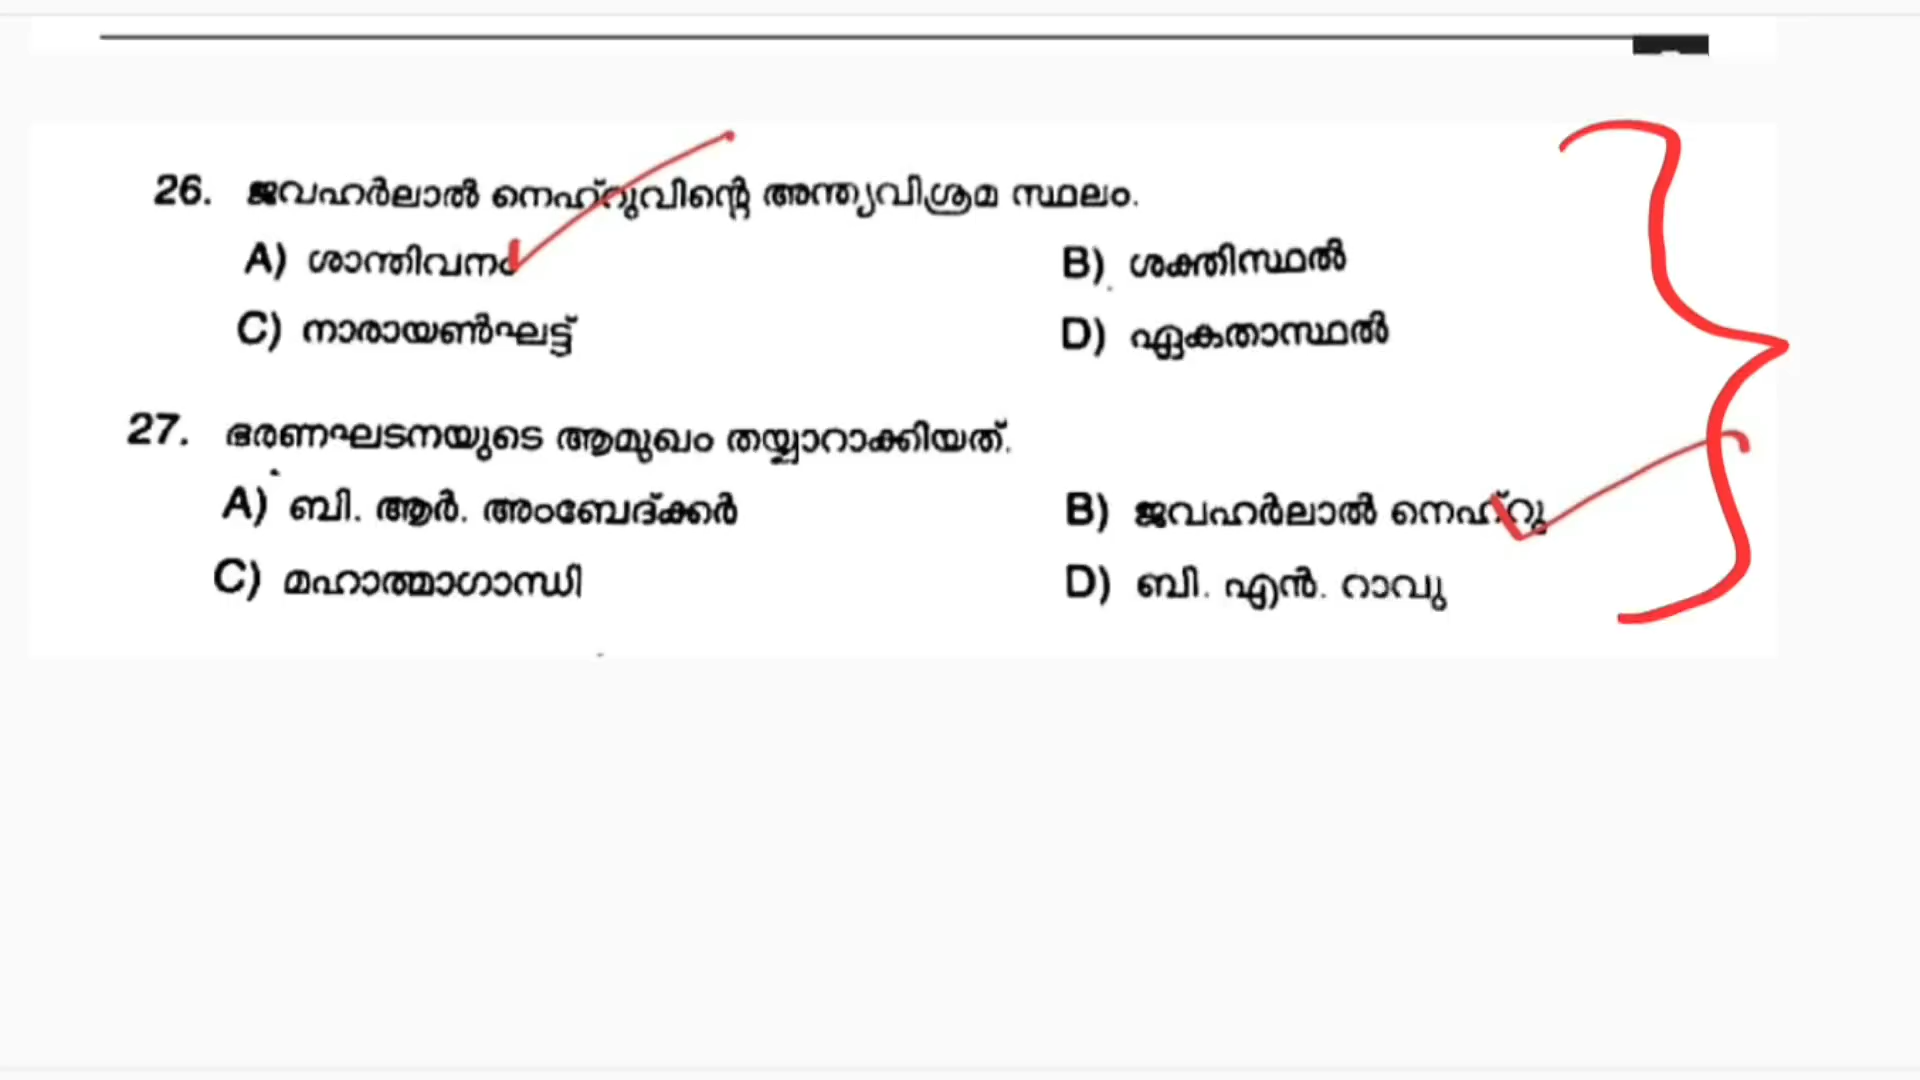 26. ജവഹർലാൽ നെഹ്റുവിന്റെ അന്ത്യവിശ്രമ സ്ഥലം.
A) ശാന്തിവനം B) ശക്തിസ്ഥൽ
C) നാരായൺഘട്ട് D) ഏകതാസ്ഥൽ
27. ഭരണഘടനയുടെ ആമുഖം തയ്യാറാക്കിയത്.
A) ബി. ആർ. അംബേദ്ക്കർ B) ജവഹർലാൽ നെഹ്റു
C) മഹാത്മാഗാന്ധി D) ബി. എൻ. റാവു